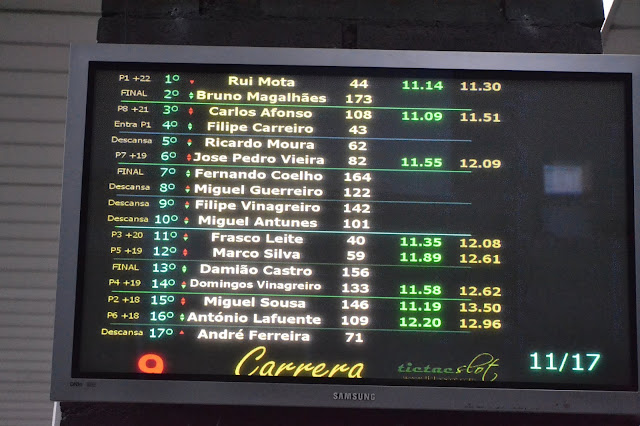 P1 +22 1º Rui Mota 44 11.14 11.30
FINAL 2º Bruno Magalhães 173
P8 +21 3º Carlos Afonso 108 11.09 11.51
Entra P1 4º Filipe Carreiro 43
Descansa 5º Ricardo Moura 62
P7 +19 6º Jose Pedro Vieira 82 11.55 12.09
FINAL 7º Fernando Coelho 164
Descansa 8º Miguel Guerreiro 122
Descansa 9º Filipe Vinagreiro 142
Descansa 10º Miguel Antunes 101
P3 +20 11º Frasco Leite 40 11.35 12.08
P5 +19 12º Marco Silva 59 11.89 12.61
FINAL 13º Damião Castro 156
P4 +19 14º Domingos Vinagreiro 133 11.58 12.62
P2 +18 15º Miguel Sousa 146 11.19 13.50
P6 +18 16º António Lafuente 109 12.20 12.96
Descansa 17º André Ferreira 71
9 Carrera tictacslot 11/17
SAMSUNG